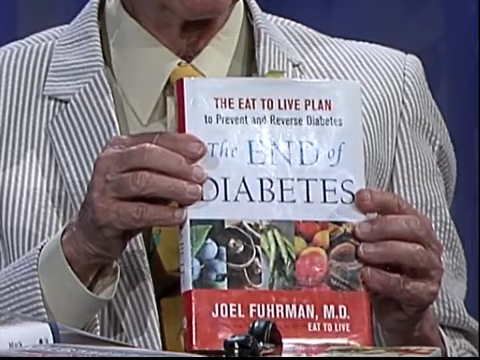 THE EAT TO LIVE PLAN
to Prevent and Reverse Diabetes
The END of
DIABETES
JOEL FUHRMAN, M.D.
EAT TO LIVE